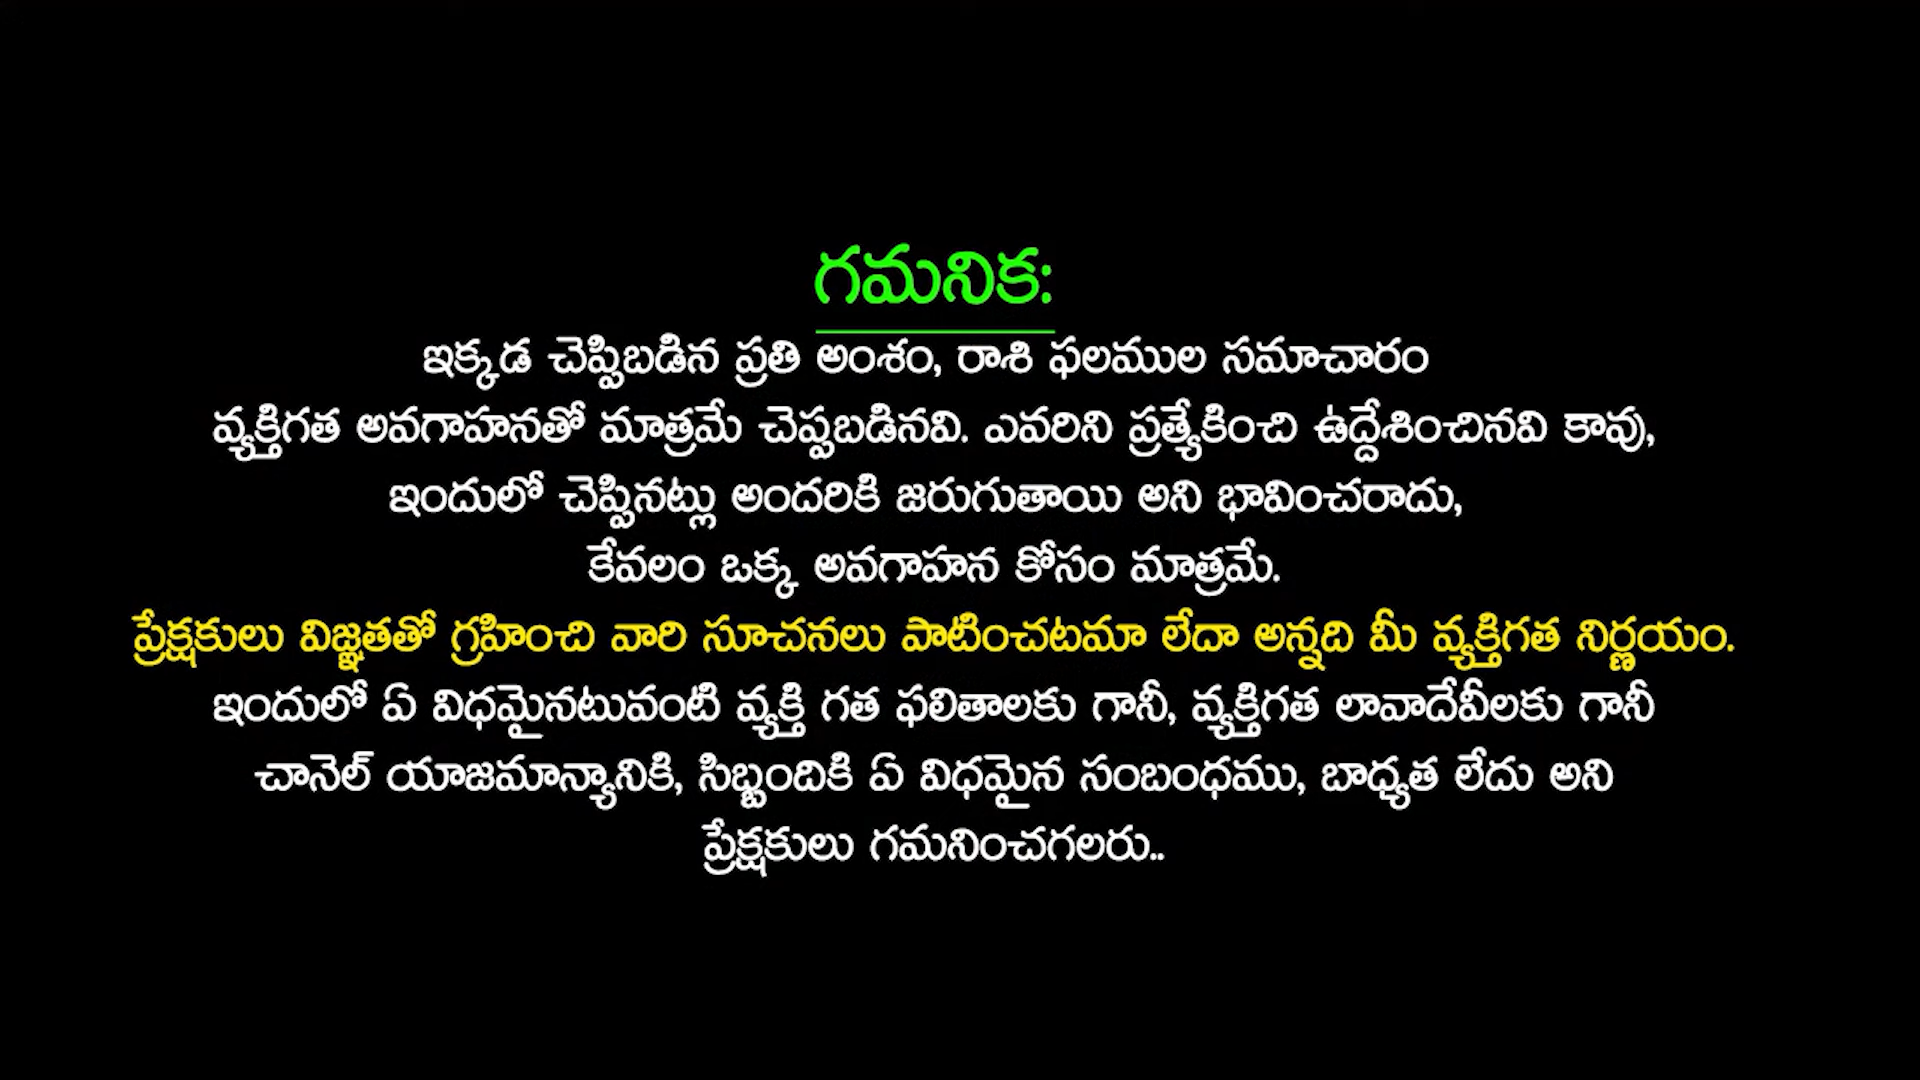 గమనిక:
ఇక్కడ చెప్పిబడిన ప్రతి అంశం, రాశి ఫలముల సమాచారం
వ్యక్తిగత అవగాహనతో మాత్రమే చెప్పబడినవి. ఎవరిని ప్రత్యేకించి ఉద్దేశించినవి కావు,
ఇందులో చెప్పినట్లు అందరికి జరుగుతాయి అని భావించరాదు,
కేవలం ఒక్క అవగాహన కోసం మాత్రమే.
ప్రేక్షకులు విజ్ఞతతో గ్రహించి వారి సూచనలు పాటించటమా లేదా అన్నది మీ వ్యక్తిగత నిర్ణయం.
ఇందులో ఏ విధమైనటువంటి వ్యక్తి గత ఫలితాలకు గానీ, వ్యక్తిగత లావాదేవీలకు గానీ
చానెల్ యాజమాన్యానికి, సిబ్బందికి ఏ విధమైన సంబంధము, బాధ్యత లేదు అని
ప్రేక్షకులు గమనించగలరు..